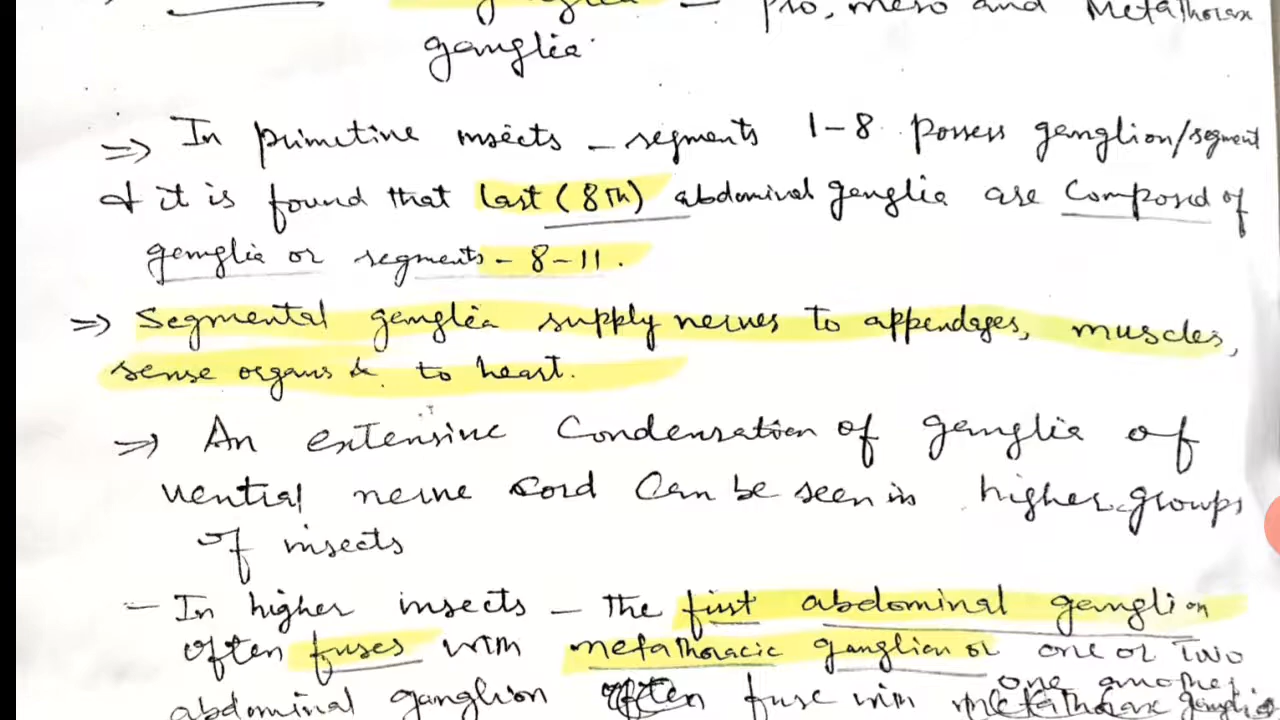 ganglia - Pro, meso and Metathorax
ganglia.
=> In primitine insects - segments 1-8 Possess ganglion/segment
& it is found that last (8Th) abdominal ganglia are Composed of
ganglia or segments - 8-11.
=> Segmental ganglia supply nerves to appendages, muscles,
sense organs & to heart.
=> An extensive Condensation of ganglia of
ventral nerve cord Can be seen in higher groups
of insects
- In higher insects - The first abdominal ganglion
often fuses with metathoracic ganglion or one or Two
one another
abdominal ganglion often fuse with metathorax ganglia